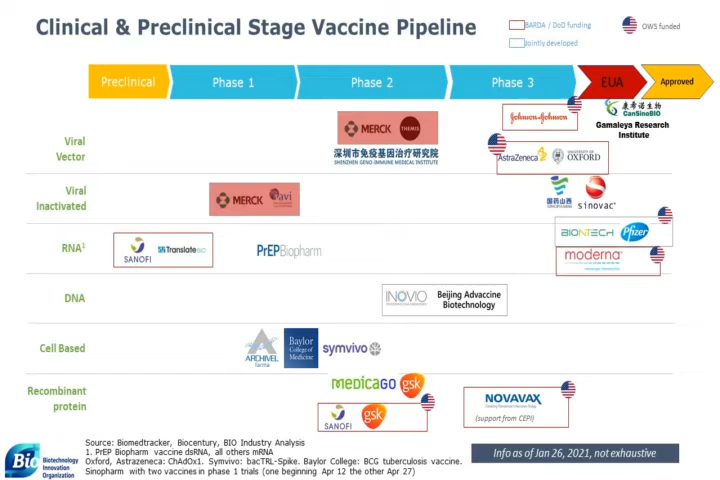 Clinical & Preclinical Stage Vaccine Pipeline
BARDA / DoD funding
OWS funded
Jointly developed
Preclinical
Phase 1
Phase 2
Phase 3
EUA
Approved
Viral
Vector
MERCK
THEMIS
深圳市免疫基因治疗研究院
SHENZHEN GENO-IMMUNE MEDICAL INSTITUTE
Johnson & Johnson
AstraZeneca
UNIVERSITY OF
OXFORD
康希诺生物
CanSinoBIO
Gamaleya Research
Institute
Viral
Inactivated
MERCK
iavi
国药山西
sinovac
RNA1
SANOFI
TranslateBIO
PrEPBiopharm
BIONTECH
Pfizer
moderna
DNA
INOVIO
Beijing Advaccine
Biotechnology
Cell Based
ARCHIVEL
farma
Baylor
College of
Medicine
symvivo
Recombinant
protein
MEDICAGO
gsk
SANOFI
gsk
NOVAVAX
(support from CEPI)
Source: Biomedtracker, Biocentury, BIO Industry Analysis
1. PrEP Biopharm vaccine dsRNA, all others mRNA
Oxford, Astrazeneca: ChAdOx1. Symvivo: bacTRL-Spike. Baylor College: BCG tuberculosis vaccine.
Sinopharm with two vaccines in phase 1 trials (one beginning Apr 12 the other Apr 27)
Info as of Jan 26, 2021, not exhaustive
Bio
Biotechnology
Innovation
Organization